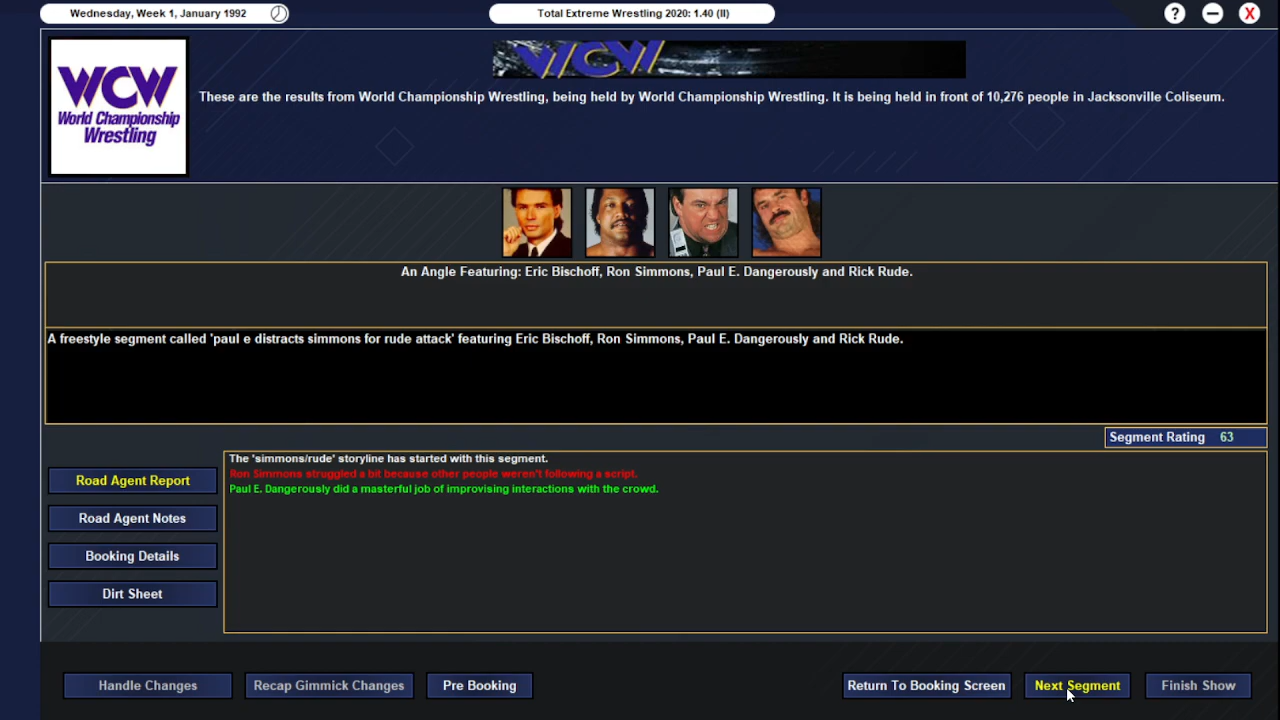 Wednesday, Week 1, January 1992
Total Extreme Wrestling 2020: 1.40 (II)
? – X
WCW
World Championship
Wrestling
WCW
These are the results from World Championship Wrestling, being held by World Championship Wrestling. It is being held in front of 10,276 people in Jacksonville Coliseum.
An Angle Featuring: Eric Bischoff, Ron Simmons, Paul E. Dangerously and Rick Rude.
A freestyle segment called 'paul e distracts simmons for rude attack' featuring Eric Bischoff, Ron Simmons, Paul E. Dangerously and Rick Rude.
Segment Rating 63
Road Agent Report
Road Agent Notes
Booking Details
Dirt Sheet
The 'simmons/rude' storyline has started with this segment.
Ron Simmons struggled a bit because other people weren't following a script.
Paul E. Dangerously did a masterful job of improvising interactions with the crowd.
Handle Changes
Recap Gimmick Changes
Pre Booking
Return To Booking Screen
Next Segment
Finish Show